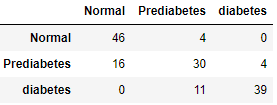 Normal Prediabetes diabetes
Normal 46 4 0
Prediabetes 16 30 4
diabetes 0 11 39